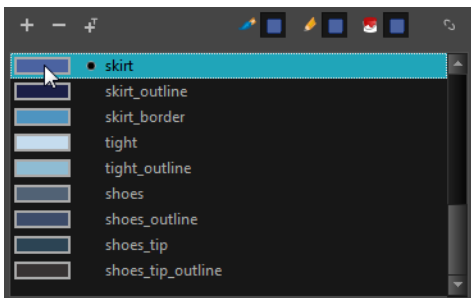 skirt
skirt_outline
skirt_border
tight
tight_outline
shoes
shoes_outline
shoes_tip
shoes_tip_outline